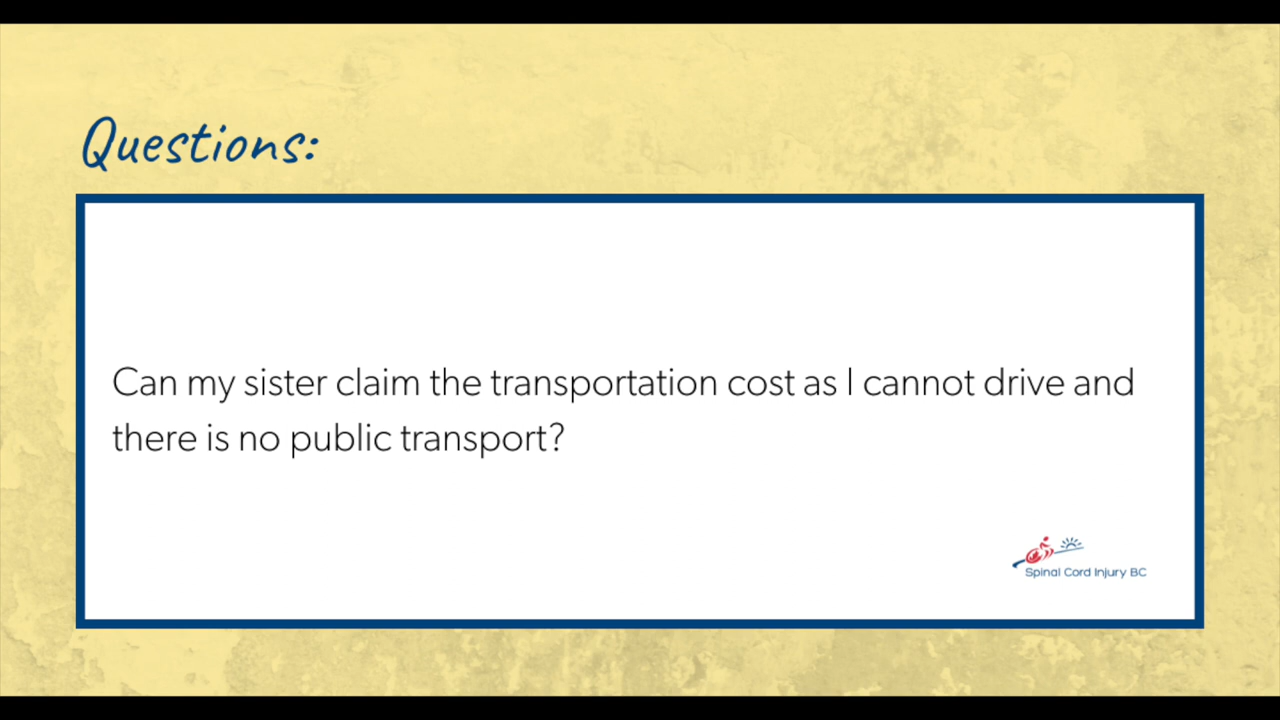 Questions:
Can my sister claim the transportation cost as I cannot drive and
there is no public transport?
Spinal Cord Injury BC